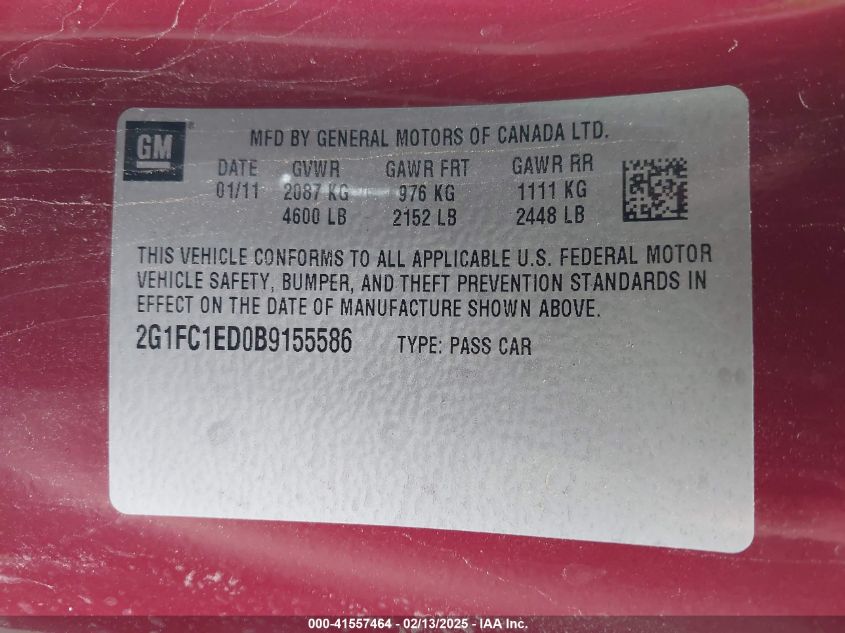 GM
MFD BY GENERAL MOTORS OF CANADA LTD.
DATE GVWR GAWR FRT GAWR RR
01/11 2087 KG 976 KG 1111 KG
4600 LB 2152 LB 2448 LB
THIS VEHICLE CONFORMS TO ALL APPLICABLE U.S. FEDERAL MOTOR
VEHICLE SAFETY, BUMPER, AND THEFT PREVENTION STANDARDS IN
EFFECT ON THE DATE OF MANUFACTURE SHOWN ABOVE.
2G1FC1ED0B9155586 TYPE: PASS CAR
000-41557464 - 02/13/2025 - IAA Inc.